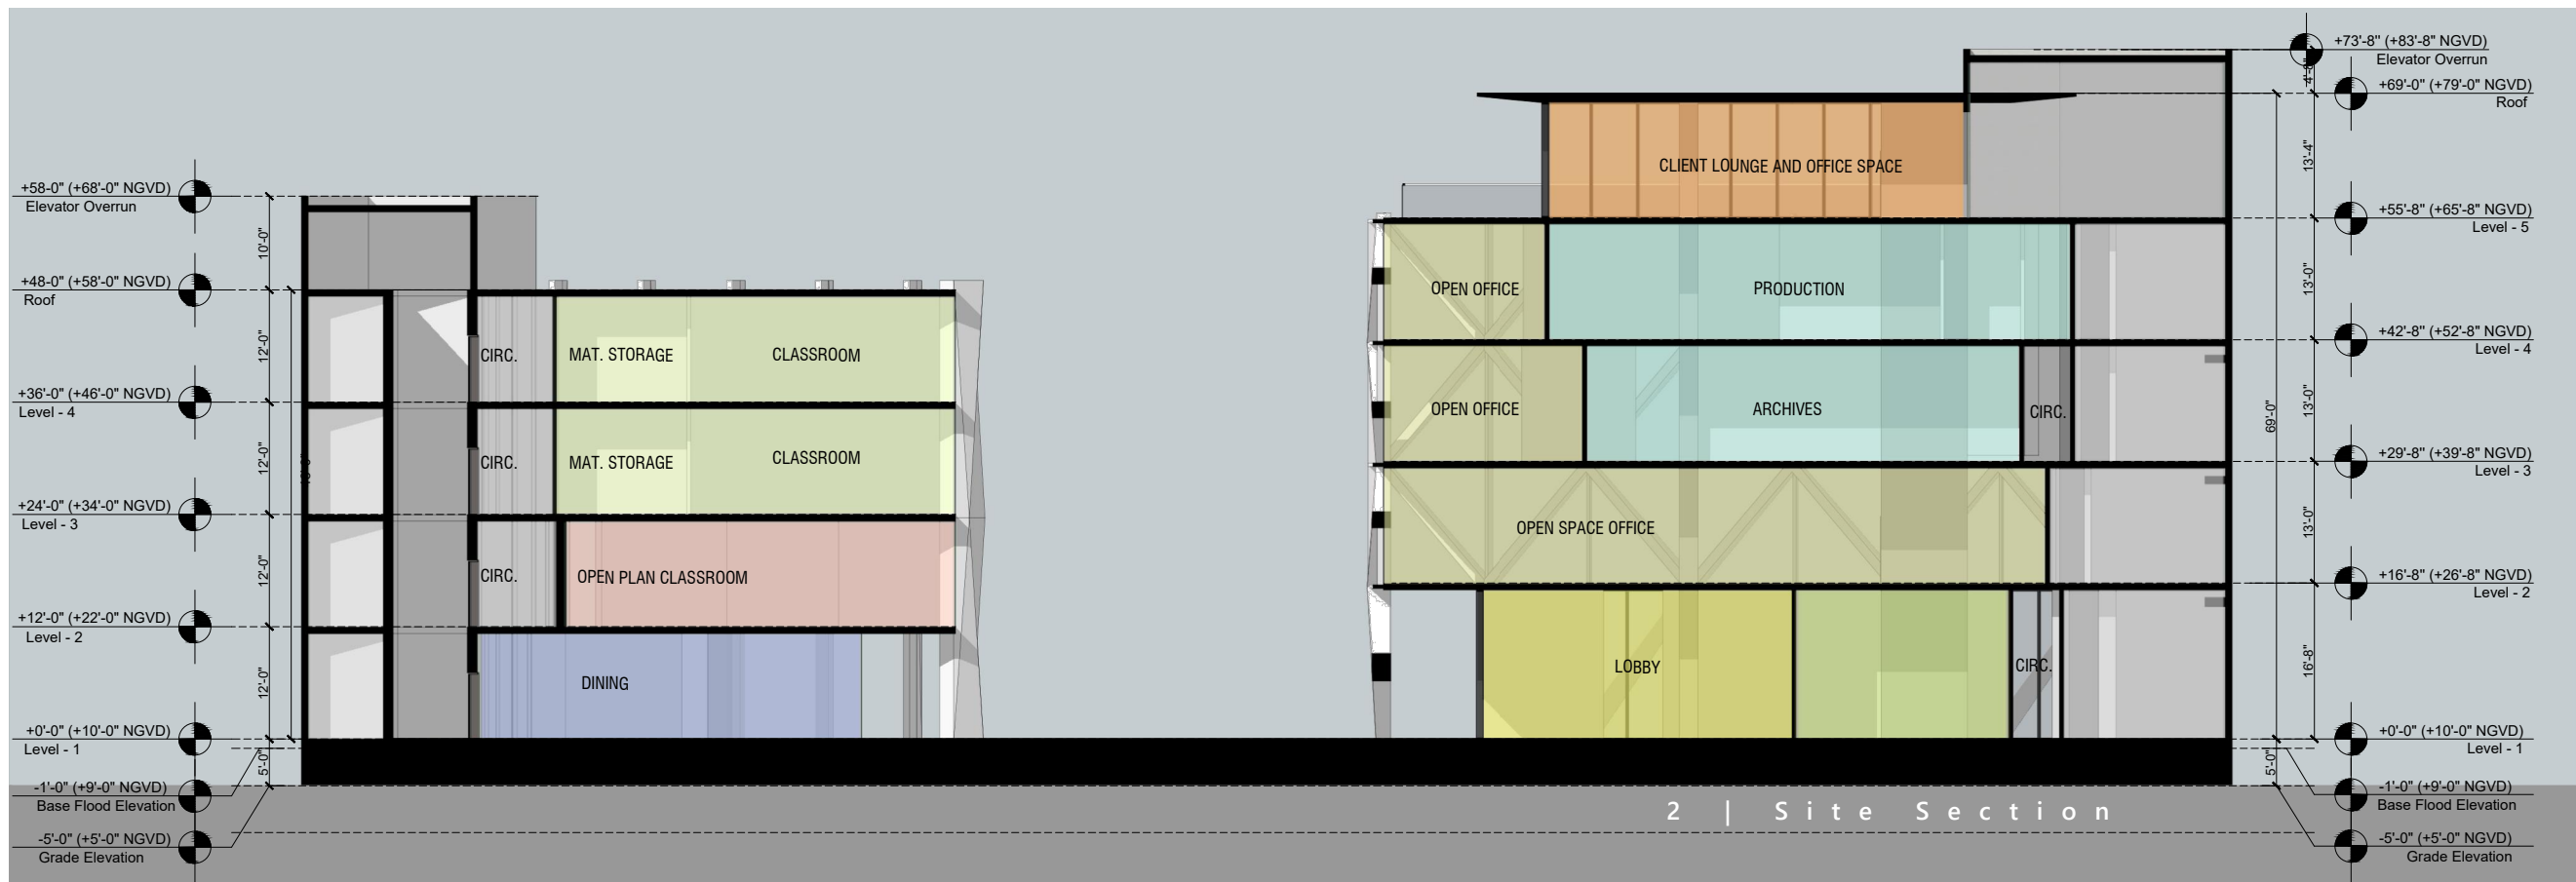 +58-0" (+68'-0" NGVD)
Elevator Overrun
10'-0"
+48-0" (+58'-0" NGVD)
Roof
12'-0"
+36'-0" (+46'-0" NGVD)
Level - 4
12'-0"
+24'-0" (+34'-0" NGVD)
Level - 3
12'-0"
+12'-0" (+22'-0" NGVD)
Level - 2
12'-0"
+0'-0" (+10'-0" NGVD)
Level - 1
5'-0"
-1'-0" (+9'-0" NGVD)
Base Flood Elevation
-5'-0" (+5'-0" NGVD)
Grade Elevation
CIRC.
MAT. STORAGE
CLASSROOM
CIRC.
MAT. STORAGE
CLASSROOM
CIRC.
OPEN PLAN CLASSROOM
DINING
CLIENT LOUNGE AND OFFICE SPACE
OPEN OFFICE
PRODUCTION
OPEN OFFICE
ARCHIVES
CIRC.
OPEN SPACE OFFICE
LOBBY
CIRC.
+73'-8" (+83'-8" NGVD)
Elevator Overrun
4'-8"
+69'-0" (+79'-0" NGVD)
Roof
13'-4"
+55'-8" (+65'-8" NGVD)
Level - 5
13'-0"
+42'-8" (+52'-8" NGVD)
Level - 4
13'-0"
69'-0"
+29'-8" (+39'-8" NGVD)
Level - 3
13'-0"
+16'-8" (+26'-8" NGVD)
Level - 2
16'-8"
+0'-0" (+10'-0" NGVD)
Level - 1
5'-0"
-1'-0" (+9'-0" NGVD)
Base Flood Elevation
-5'-0" (+5'-0" NGVD)
Grade Elevation
2 | Site Section